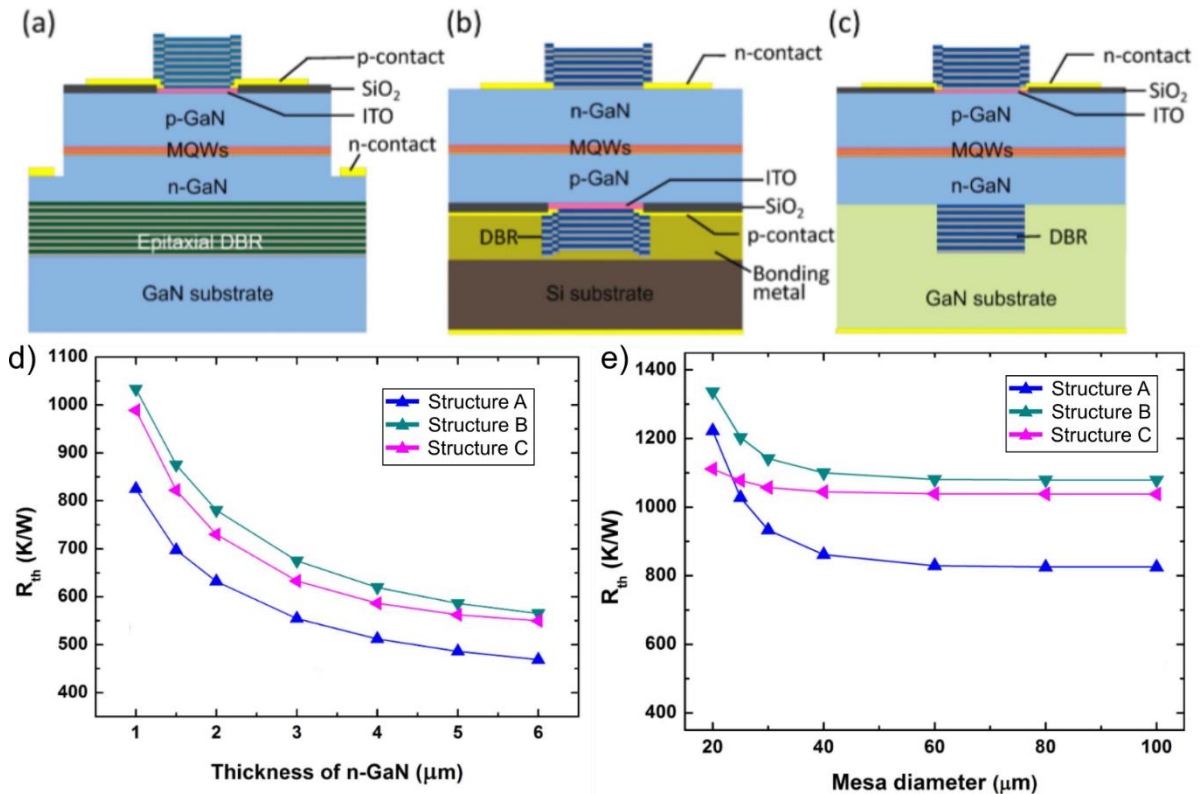 (a)
p-contact
SiO2
ITO
p-GaN
MQWs
n-contact
n-GaN
Epitaxial DBR
GaN substrate
(b)
n-contact
n-GaN
MQWs
p-GaN
ITO
SiO2
DBR
p-contact
Bonding
metal
Si substrate
(c)
n-contact
SiO2
ITO
p-GaN
MQWs
n-GaN
DBR
GaN substrate
d)
1100
1000
900
800
700
600
500
400
Rth (K/W)
Structure A
Structure B
Structure C
1 2 3 4 5 6
Thickness of n-GaN (μm)
e)
1400
1200
1000
800
600
400
Rth (K/W)
Structure A
Structure B
Structure C
20 40 60 80 100
Mesa diameter (μm)